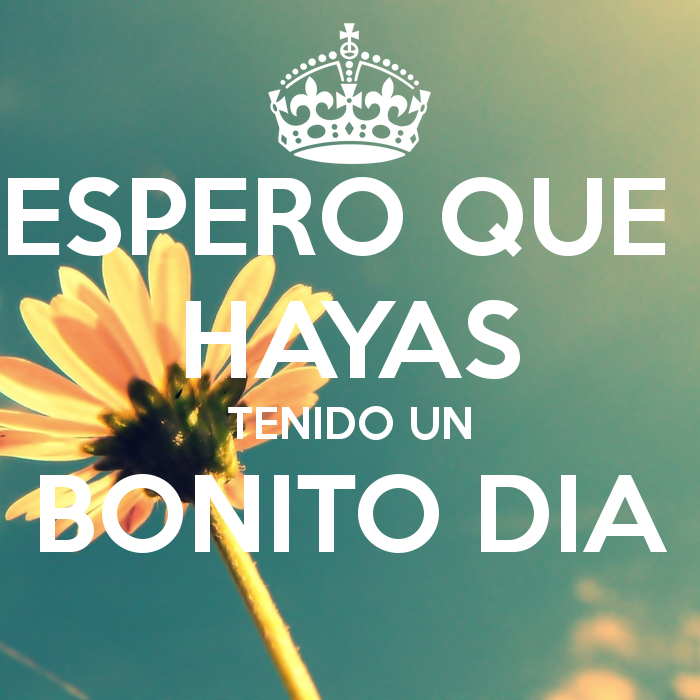 ESPERO QUE
HAYAS
TENIDO UN
BONITO DIA